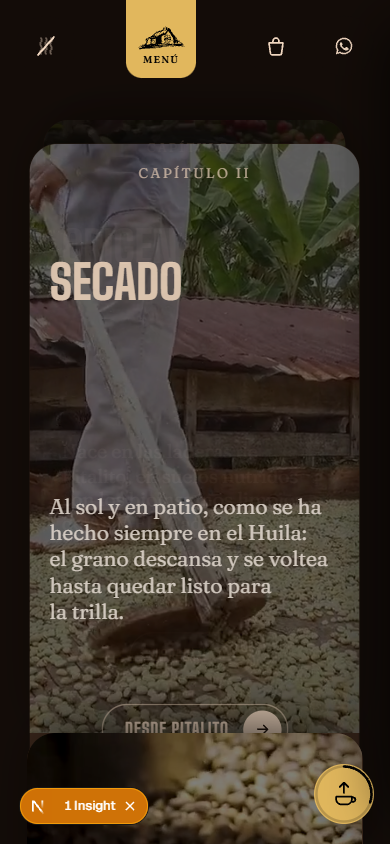 MENÚ
CAPÍTULO II
SECADO
Al sol y en patio, como se ha
hecho siempre en el Huila:
el grano descansa y se voltea
hasta quedar listo para
la trilla.
DESDE PITALITO
N 1 Insight